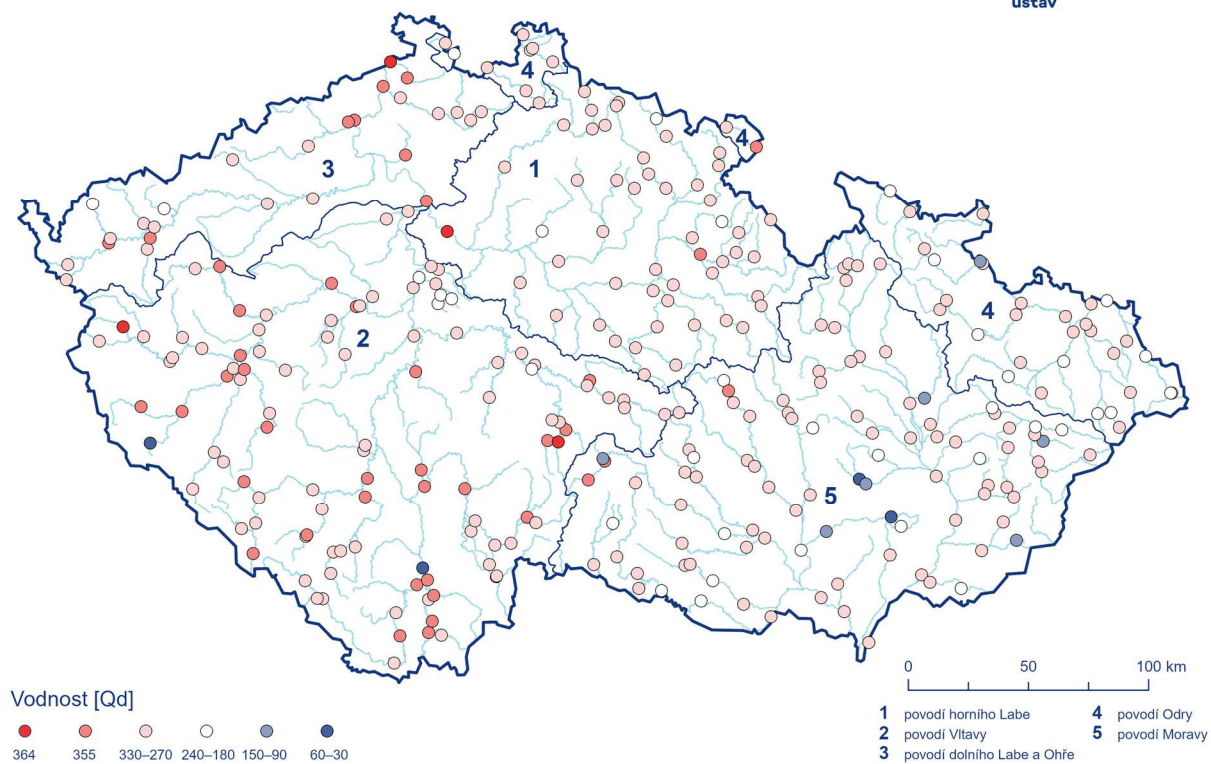 ústav
4
4
3
1
4
2
5
Vodnost [Qd]
364 355 330–270 240–180 150–90 60–30
0 50 100 km
1 povodí horního Labe
2 povodí Vltavy
3 povodí dolního Labe a Ohře
4 povodí Odry
5 povodí Moravy